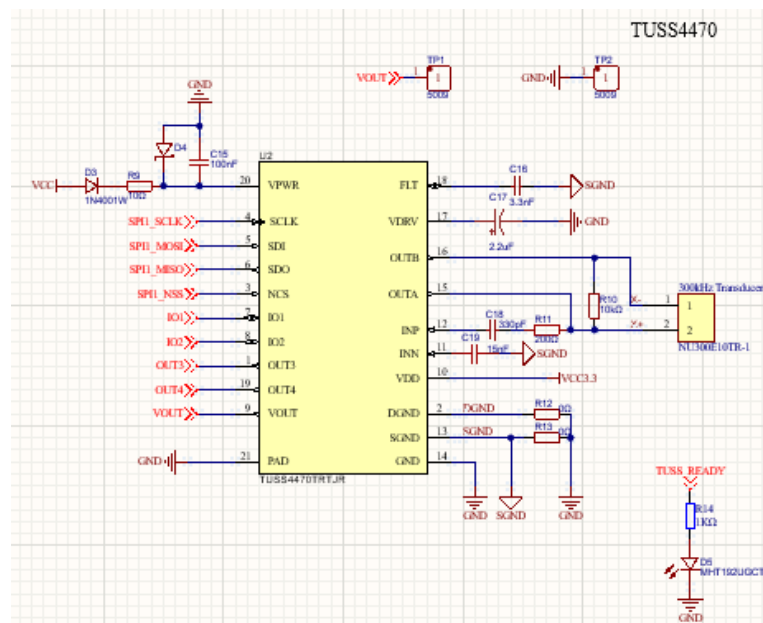 TUSS4470
TP1
VOUT 1 1
5009
TP2
GND 1 1
5009
GND
D4
C15
100nF
D3
VCC
1N4001W
R9
10Ω
U2
20 VPWR
FLT 18
C16
3.3nF
SGND
SPI1_SCLK 4 SCLK
VDRV 17
C17
2.2uF
GND
SPI1_MOSI 5 SDI
SPI1_MISO 6 SDO
OUTB 16
SPI1_NSS 3 NCS
OUTA 15
R10
10kΩ
X-
X+
300kHz Transducer
1 1
2 2
NU300E10TR-1
IO1 7 IO1
INP 12
C18
330pF
R11
200Ω
IO2 8 IO2
INN 11
C19
15nF
SGND
OUT3 1 OUT3
VDD 10
VCC3.3
OUT4 19 OUT4
VOUT 9 VOUT
DGND 2
DGND
R12
0Ω
SGND 13
SGND
R13
0Ω
GND 21 PAD
GND 14
TUSS4470TRTJR
GND
SGND
GND
TUSS_READY
R14
1KΩ
D5
MHT192UGCT
GND